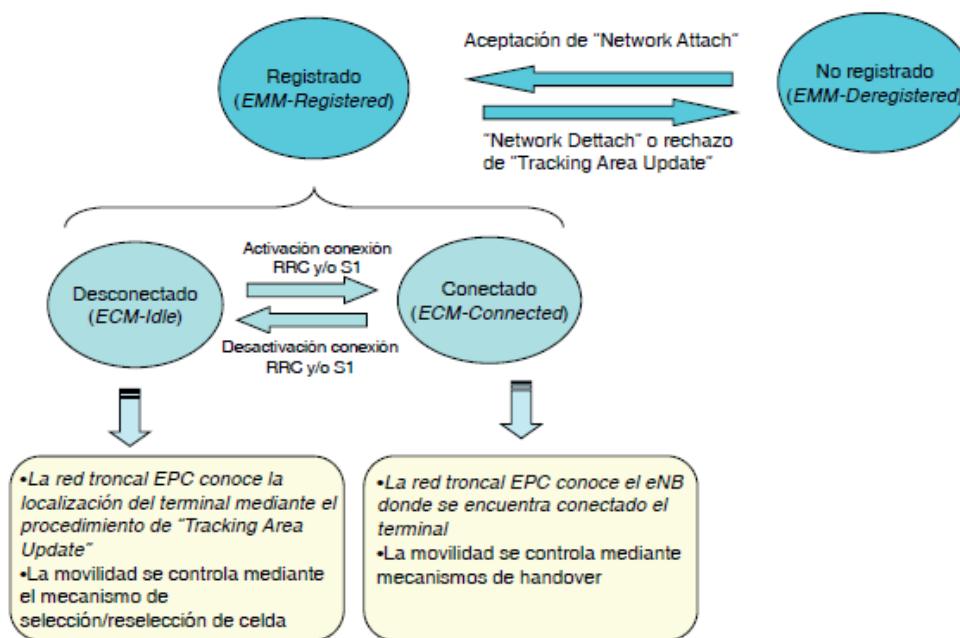 Aceptación de "Network Attach"
Registrado
(EMM-Registered)
No registrado
(EMM-Deregistered)
"Network Dettach" o rechazo
de "Tracking Area Update"
Activación conexión
RRC y/o S1
Desconectado
(ECM-Idle)
Conectado
(ECM-Connected)
Desactivación conexión
RRC y/o S1
•La red troncal EPC conoce la
localización del terminal mediante el
procedimiento de "Tracking Area
Update"
•La movilidad se controla mediante
el mecanismo de
selección/reselección de celda
•La red troncal EPC conoce el eNB
donde se encuentra conectado el
terminal
•La movilidad se controla mediante
mecanismos de handover